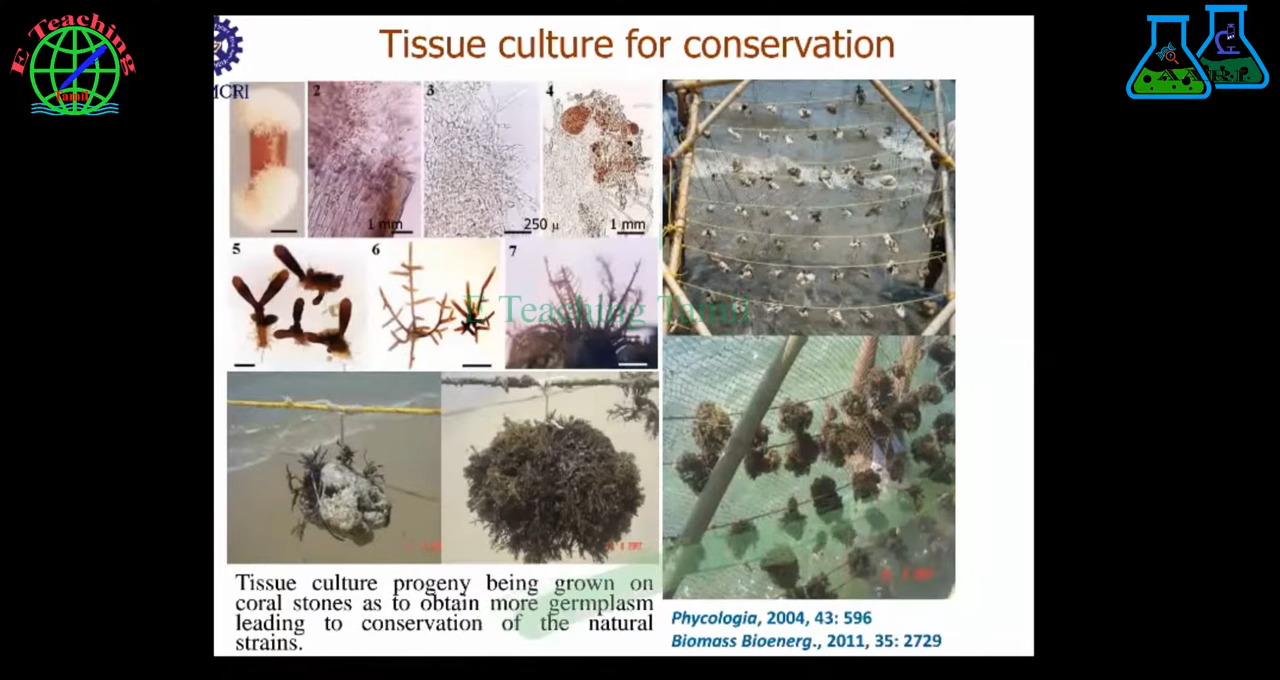 E Teaching
Tamil
Tissue culture for conservation
MCRI
2
3
4
1 mm
250 µ
1 mm
5
6
7
E Teaching Tamil
Tissue culture progeny being grown on
coral stones as to obtain more germplasm
leading to conservation of the natural
strains.
Phycologia, 2004, 43: 596
Biomass Bioenerg., 2011, 35: 2729